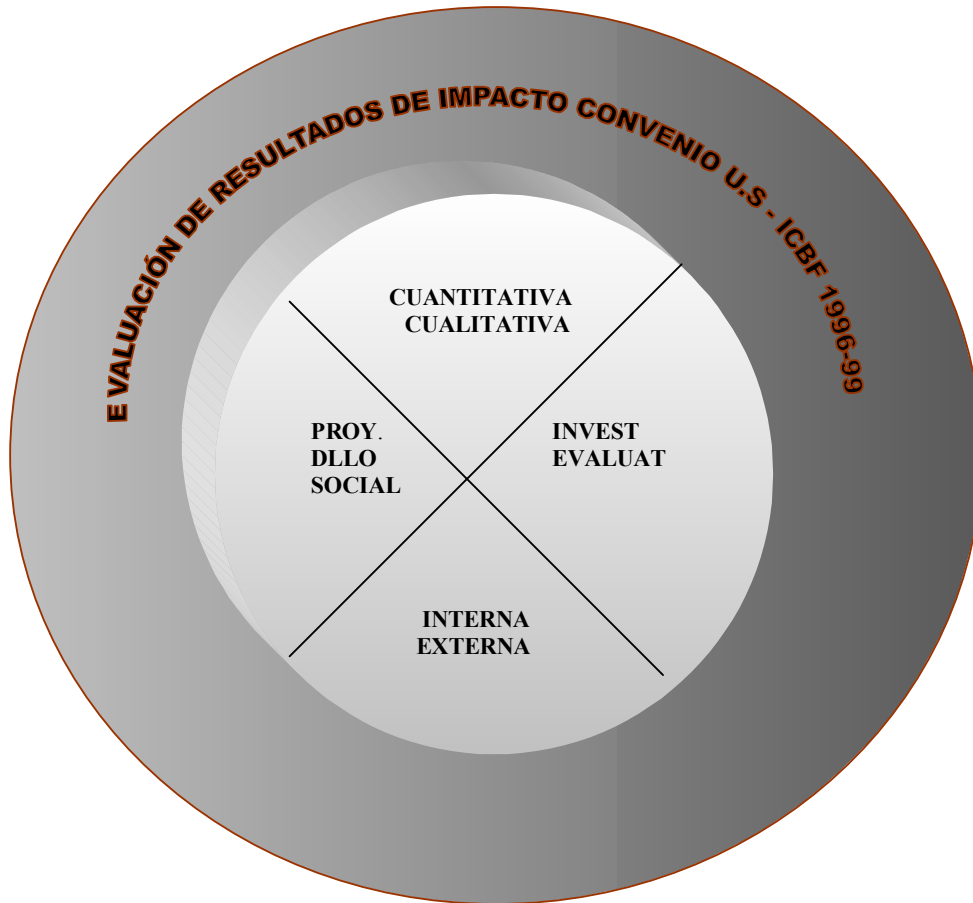 E VALUACIÓN DE RESULTADOS DE IMPACTO CONVENIO U.S - ICBF 1996-99
CUANTITATIVA
CUALITATIVA
PROY.
DLLO
SOCIAL
INVEST
EVALUAT
INTERNA
EXTERNA